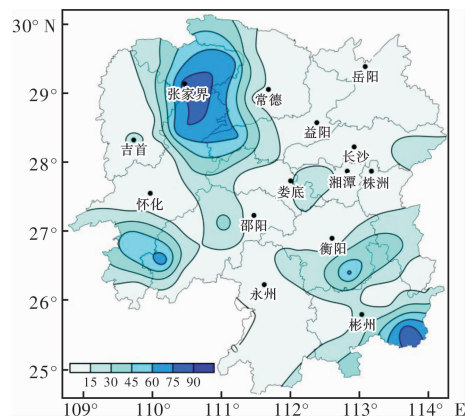 30° N
岳阳
29°
张家界
常德
益阳
吉首
长沙
28°
湘潭 株洲
娄底
怀化
邵阳
27°
衡阳
永州
26°
彬州
25°
15 30 45 60 75 90
109° 110° 111° 112° 113° 114° E